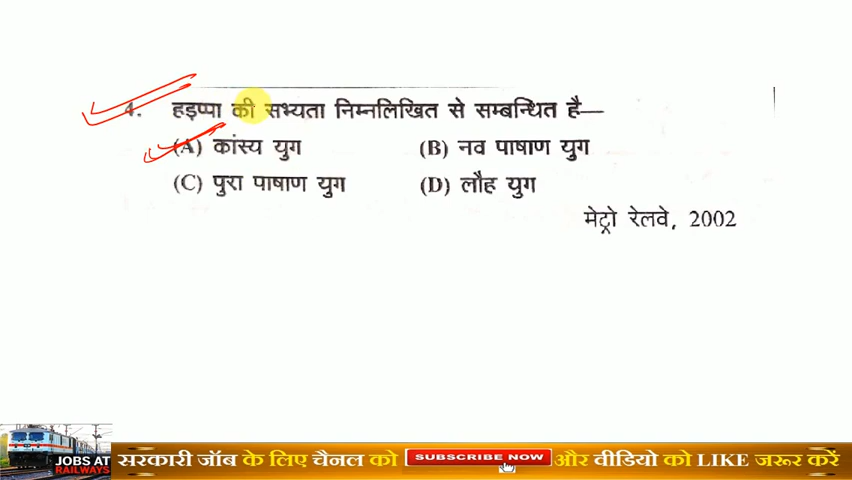 4. हड़प्पा की सभ्यता निम्नलिखित से सम्बन्धित है—
(A) कांस्य युग (B) नव पाषाण युग
(C) पुरा पाषाण युग (D) लौह युग
मेट्रो रेलवे, 2002
JOBS AT
RAILWAYS
सरकारी जॉब के लिए चैनल को SUBSCRIBE NOW और वीडियो को LIKE जरूर करें